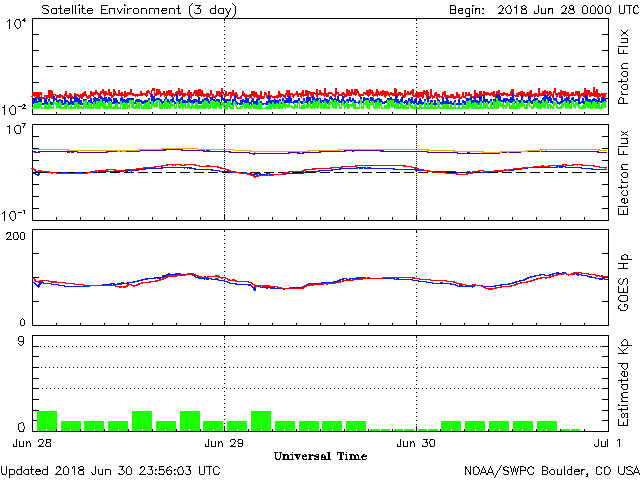 Satellite Environment (3 day) Begin: 2018 Jun 28 0000 UTC
10^4
10^-2
Proton Flux
10^7
10^-1
Electron Flux
200
0
GOES Hp
9
0
Estimated Kp
Jun 28 Jun 29 Jun 30 Jul 1
Universal Time
Updated 2018 Jun 30 23:56:03 UTC NOAA/SWPC Boulder, CO USA